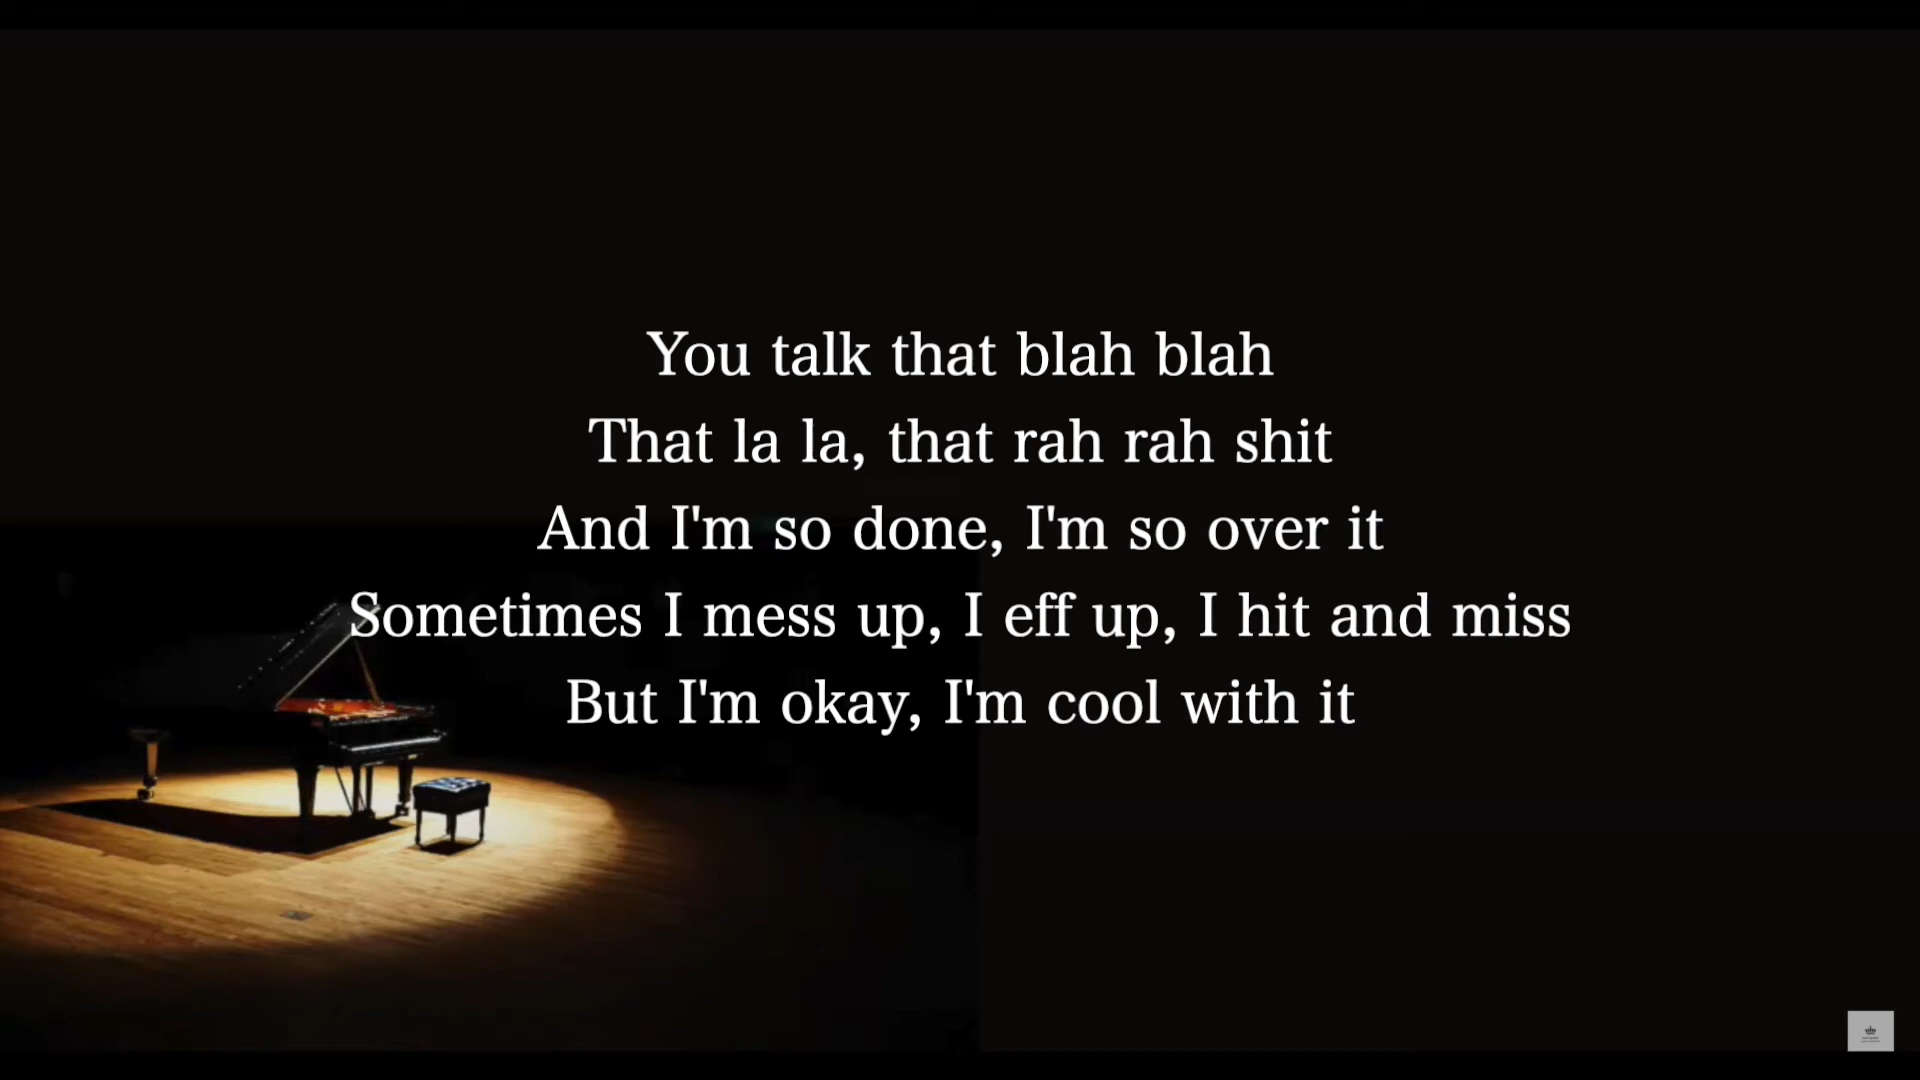 You talk that blah blah
That la la, that rah rah shit
And I'm so done, I'm so over it
Sometimes I mess up, I eff up, I hit and miss
But I'm okay, I'm cool with it